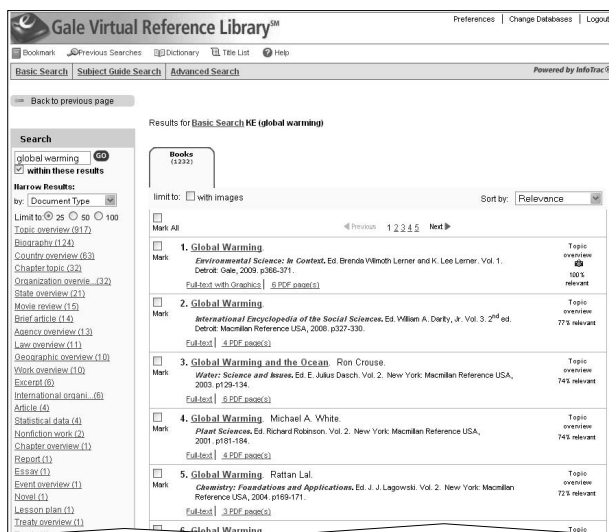 Gale Virtual Reference Library℠
Preferences | Change Databases | Logout
Bookmark Previous Searches Dictionary Title List Help
Basic Search Subject Guide Search Advanced Search
Powered by InfoTrac®
Back to previous page
Results for Basic Search KE (global warming)
Search
global warming GO
within these results
Narrow Results:
by: Document Type
Limit to: 25 50 100
Topic overview (917)
Biography (124)
Country overview (63)
Chapter topic (32)
Organization overvie...(32)
State overview (21)
Movie review (15)
Brief article (14)
Agency overview (13)
Law overview (11)
Geographic overview (10)
Work overview (10)
Excerpt (6)
International organi...(6)
Article (4)
Statistical data (4)
Nonfiction work (2)
Chapter overview (1)
Report (1)
Essay (1)
Event overview (1)
Novel (1)
Lesson plan (1)
Treaty overview (1)
Books
(1332)
limit to: with images
Sort by: Relevance
Mark All
Previous 1 2 3 4 5 Next
Mark
1. Global Warming.
Environmental Science: In Context. Ed. Brenda Wilmoth Lerner and K. Lee Lerner. Vol. 1.
Detroit: Gale, 2009. p366-371.
Full-text with Graphics | 6 PDF page(s)
Topic
overview
100%
relevant
Mark
2. Global Warming.
International Encyclopedia of the Social Sciences. Ed. William A. Darity, Jr. Vol. 3. 2nd ed.
Detroit: Macmillan Reference USA, 2008. p327-330.
Full-text | 4 PDF page(s)
Topic
overview
77% relevant
Mark
3. Global Warming and the Ocean. Ron Crouse.
Water: Science and Issues. Ed. E. Julius Dasch. Vol. 2. New York: Macmillan Reference USA,
2003. p129-134.
Full-text | 6 PDF page(s)
Topic
overview
74% relevant
Mark
4. Global Warming. Michael A. White.
Plant Sciences. Ed. Richard Robinson. Vol. 2. New York: Macmillan Reference USA,
2001. p181-184.
Full-text | 4 PDF page(s)
Topic
overview
74% relevant
Mark
5. Global Warming. Rattan Lal.
Chemistry: Foundations and Applications. Ed. J. J. Lagowski. Vol. 2. New York: Macmillan
Reference USA, 2004. p169-171.
Full-text | 3 PDF page(s)
Topic
overview
72% relevant
6. Global Warming
Topic